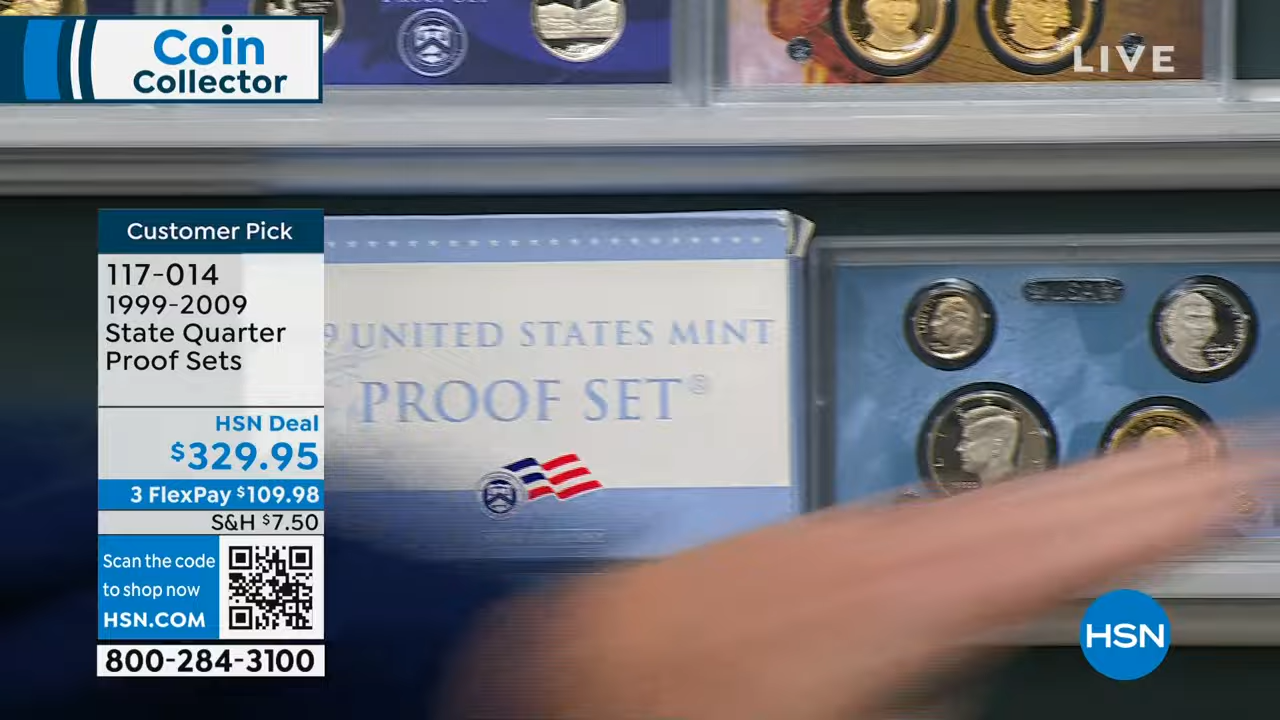 Coin
Collector
LIVE
Customer Pick
117-014
1999-2009
State Quarter
Proof Sets
HSN Deal
$329.95
3 FlexPay $109.98
S&H $7.50
Scan the code
to shop now
HSN.COM
800-284-3100
9 UNITED STATES MINT
PROOF SET®
HSN